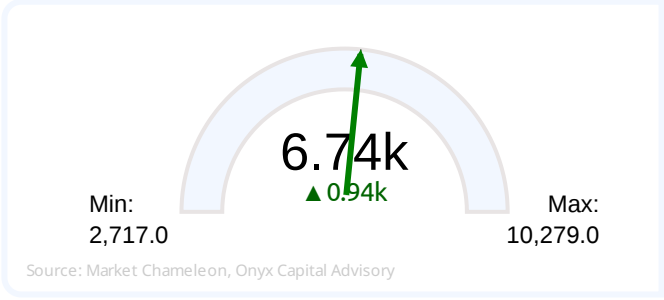 6.74k
▲0.94k
Min:
2,717.0
Max:
10,279.0
Source: Market Chameleon, Onyx Capital Advisory